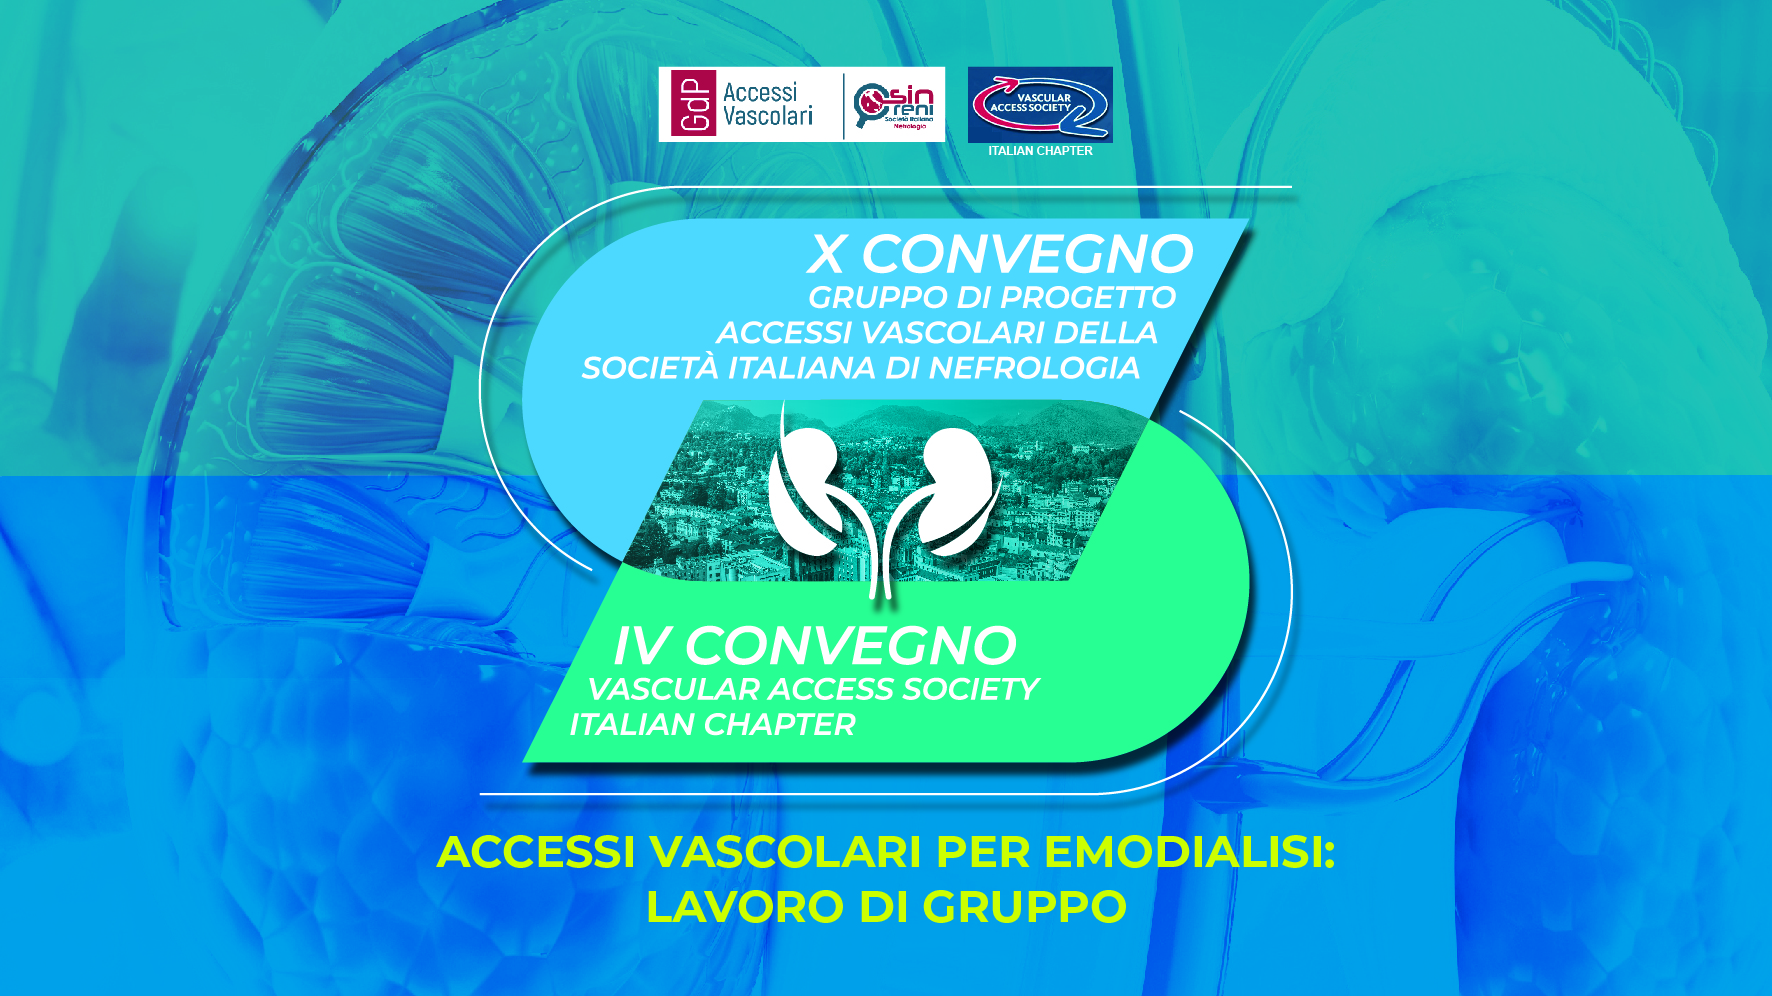 GdP
Accessi
Vascolari
sin
reni
Società Italiana
Nefrologia
VASCULAR
ACCESS SOCIETY
ITALIAN CHAPTER
X CONVEGNO
GRUPPO DI PROGETTO
ACCESSI VASCOLARI DELLA
SOCIETÀ ITALIANA DI NEFROLOGIA
IV CONVEGNO
VASCULAR ACCESS SOCIETY
ITALIAN CHAPTER
ACCESSI VASCOLARI PER EMODIALISI:
LAVORO DI GRUPPO